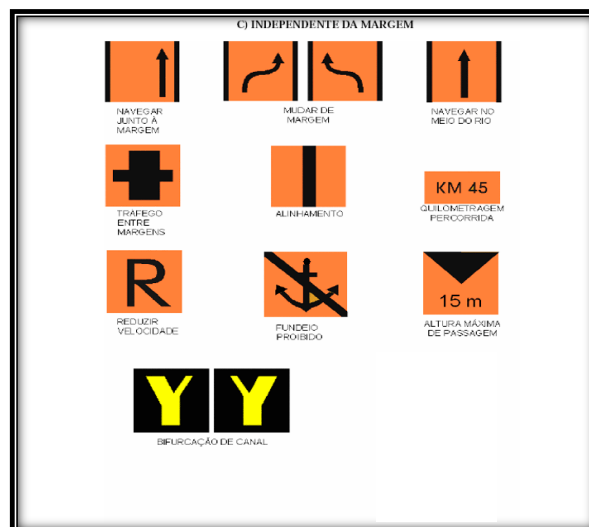 C) INDEPENDENTE DA MARGEM
NAVEGAR
JUNTO À
MARGEM
MUDAR DE
MARGEM
NAVEGAR NO
MEIO DO RIO
TRAFEGO
ENTRE
MARGENS
ALINHAMENTO
KM 45
QUILOMETRAGEM
PERCORRIDA
R
REDUZIR
VELOCIDADE
FUNDEIO
PROIBIDO
15 m
ALTURA MÁXIMA
DE PASSAGEM
Y Y
BIFURCAÇÃO DE CANAL